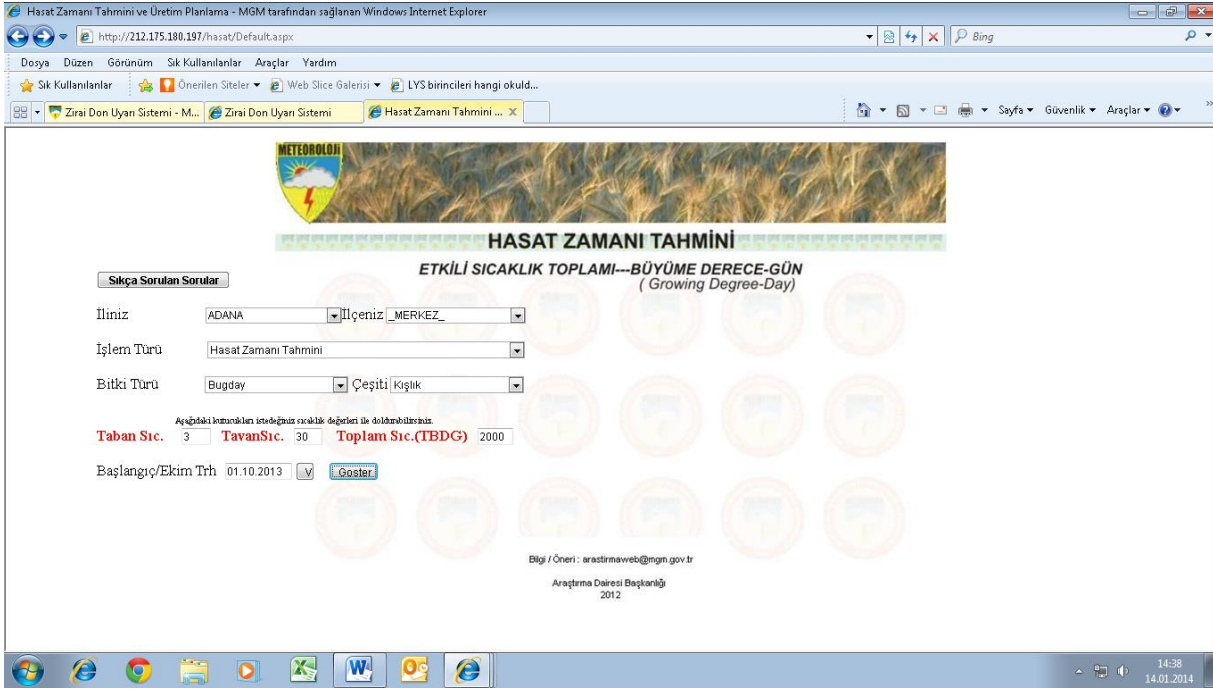 Hasat Zamanı Tahmini ve Üretim Planlama - MGM tarafından sağlanan Windows Internet Explorer
http://212.175.180.197/hasat/Default.aspx
Bing
Dosya Düzen Görünüm Sık Kullanılanlar Araçlar Yardım
Sık Kullanılanlar Önerilen Siteler Web Slice Galerisi LYS birincileri hangi okuld...
Zirai Don Uyarı Sistemi - M... Zirai Don Uyarı Sistemi Hasat Zamanı Tahmini ... X
Sayfa Güvenlik Araçlar
METEOROLOJİ
HASAT ZAMANI TAHMİNİ
ETKİLİ SICAKLIK TOPLAMI---BÜYÜME DERECE-GÜN
( Growing Degree-Day)
Sıkça Sorulan Sorular
İliniz ADANA İlçeniz _MERKEZ_
İşlem Türü Hasat Zamanı Tahmini
Bitki Türü Bugday Çeşiti Kışlık
Aşağıdaki kutucukları istedeğiniz sıcaklık değerleri ile doldurabilirsiniz.
Taban Sıc. 3 TavanSıc. 30 Toplam Sıc.(TBDG) 2000
Başlangıç/Ekim Trh 01.10.2013 V Goster
Bilgi / Öneri : arastirmaweb@mgm.gov.tr
Araştırma Dairesi Başkanlığı
2012
14:38
14.01.2014